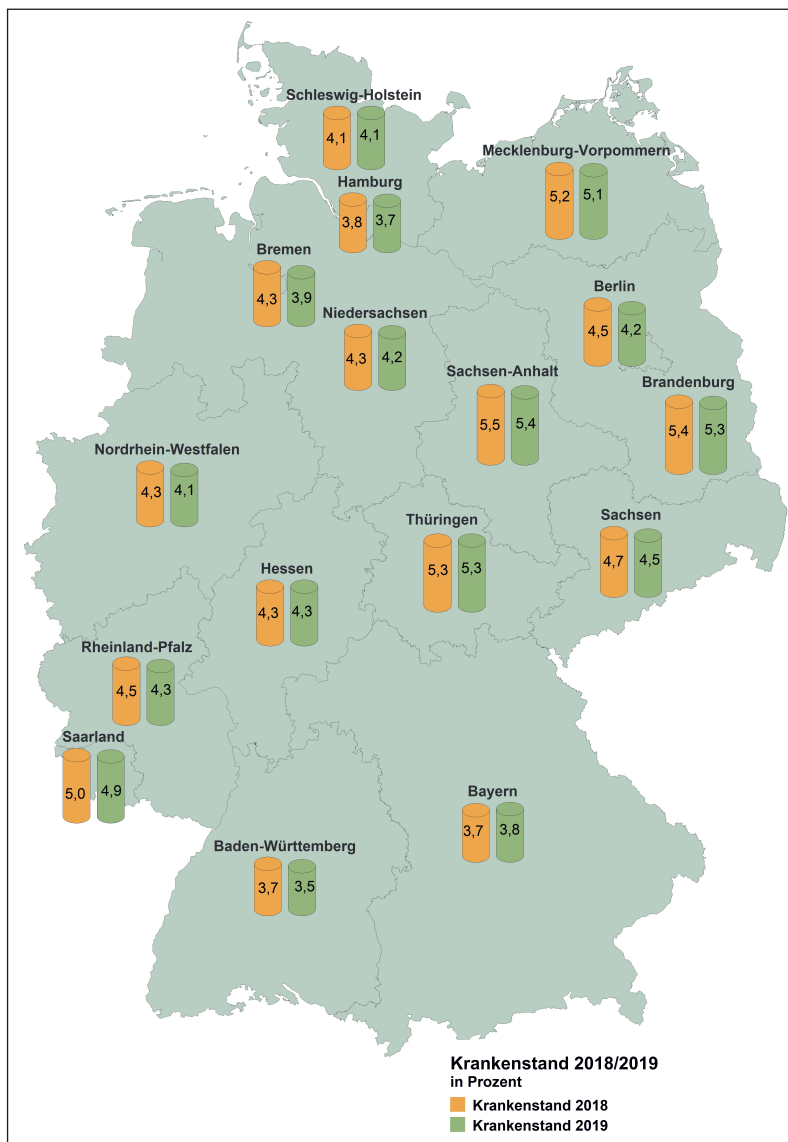 Schleswig-Holstein
4,1 4,1
Mecklenburg-Vorpommern
5,2 5,1
Hamburg
3,8 3,7
Bremen
4,3 3,9
Berlin
4,5 4,2
Niedersachsen
4,3 4,2
Sachsen-Anhalt
5,5 5,4
Brandenburg
5,4 5,3
Nordrhein-Westfalen
4,3 4,1
Thüringen
5,3 5,3
Sachsen
4,7 4,5
Hessen
4,3 4,3
Rheinland-Pfalz
4,5 4,3
Saarland
5,0 4,9
Bayern
3,7 3,8
Baden-Württemberg
3,7 3,5
Krankenstand 2018/2019
in Prozent
Krankenstand 2018
Krankenstand 2019